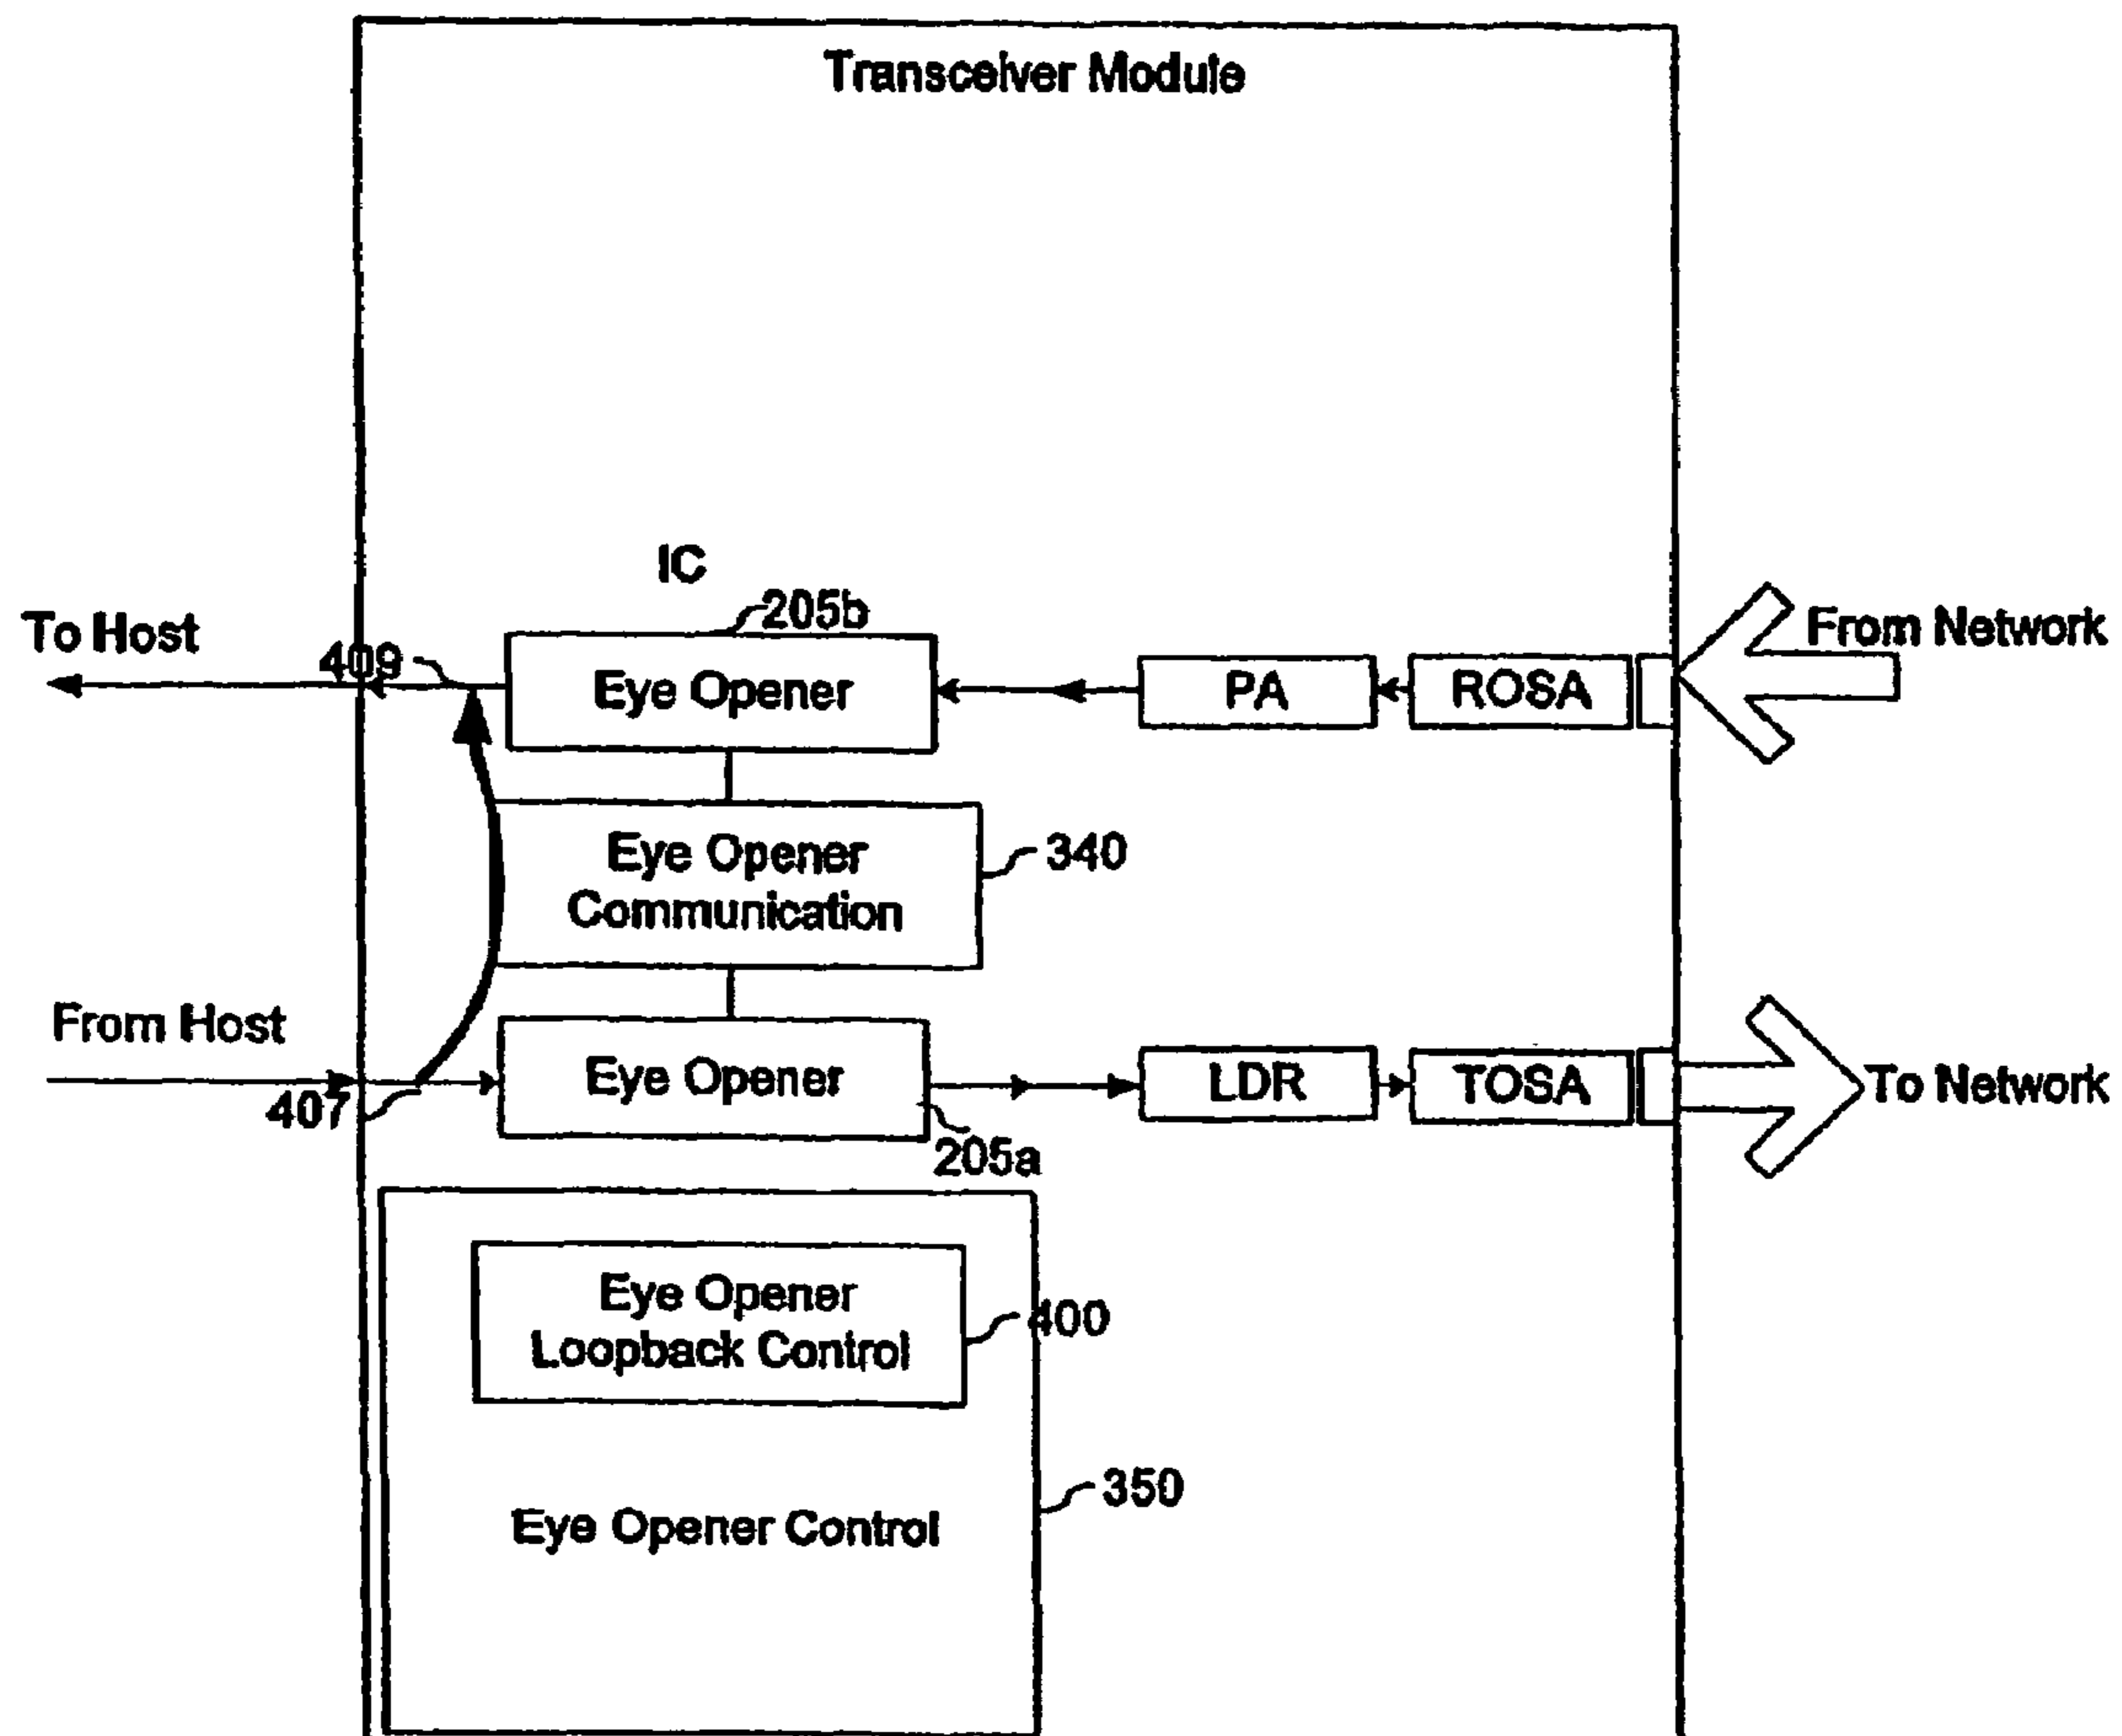 Transceiver Module
IC
205b
To Host
409
Eye Opener
PA
ROSA
From Network
Eye Opener
Communication
340
From Host
407
Eye Opener
205a
LDR
TOSA
To Network
Eye Opener
Loopback Control
400
350
Eye Opener Control